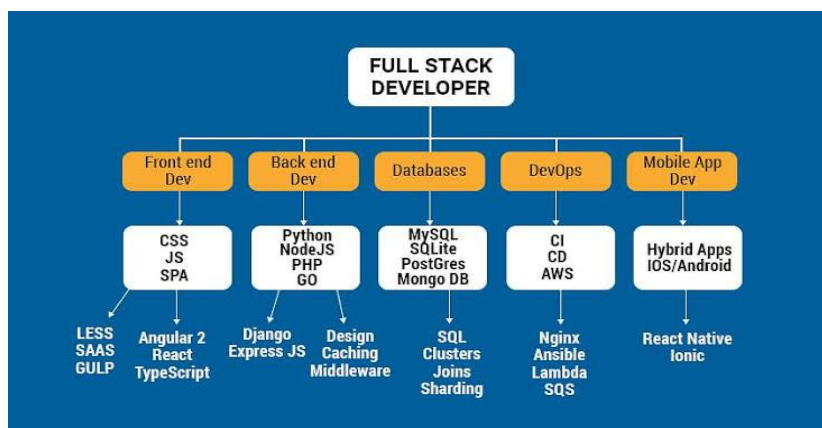 FULL STACK
DEVELOPER
Front end
Dev
Back end
Dev
Databases
DevOps
Mobile App
Dev
CSS
JS
SPA
Python
NodeJS
PHP
GO
MySQL
SQLite
PostGres
Mongo DB
CI
CD
AWS
Hybrid Apps
IOS/Android
LESS
SAAS
GULP
Angular 2
React
TypeScript
Django
Express JS
Design
Caching
Middleware
SQL
Clusters
Joins
Sharding
Nginx
Ansible
Lambda
SQS
React Native
Ionic